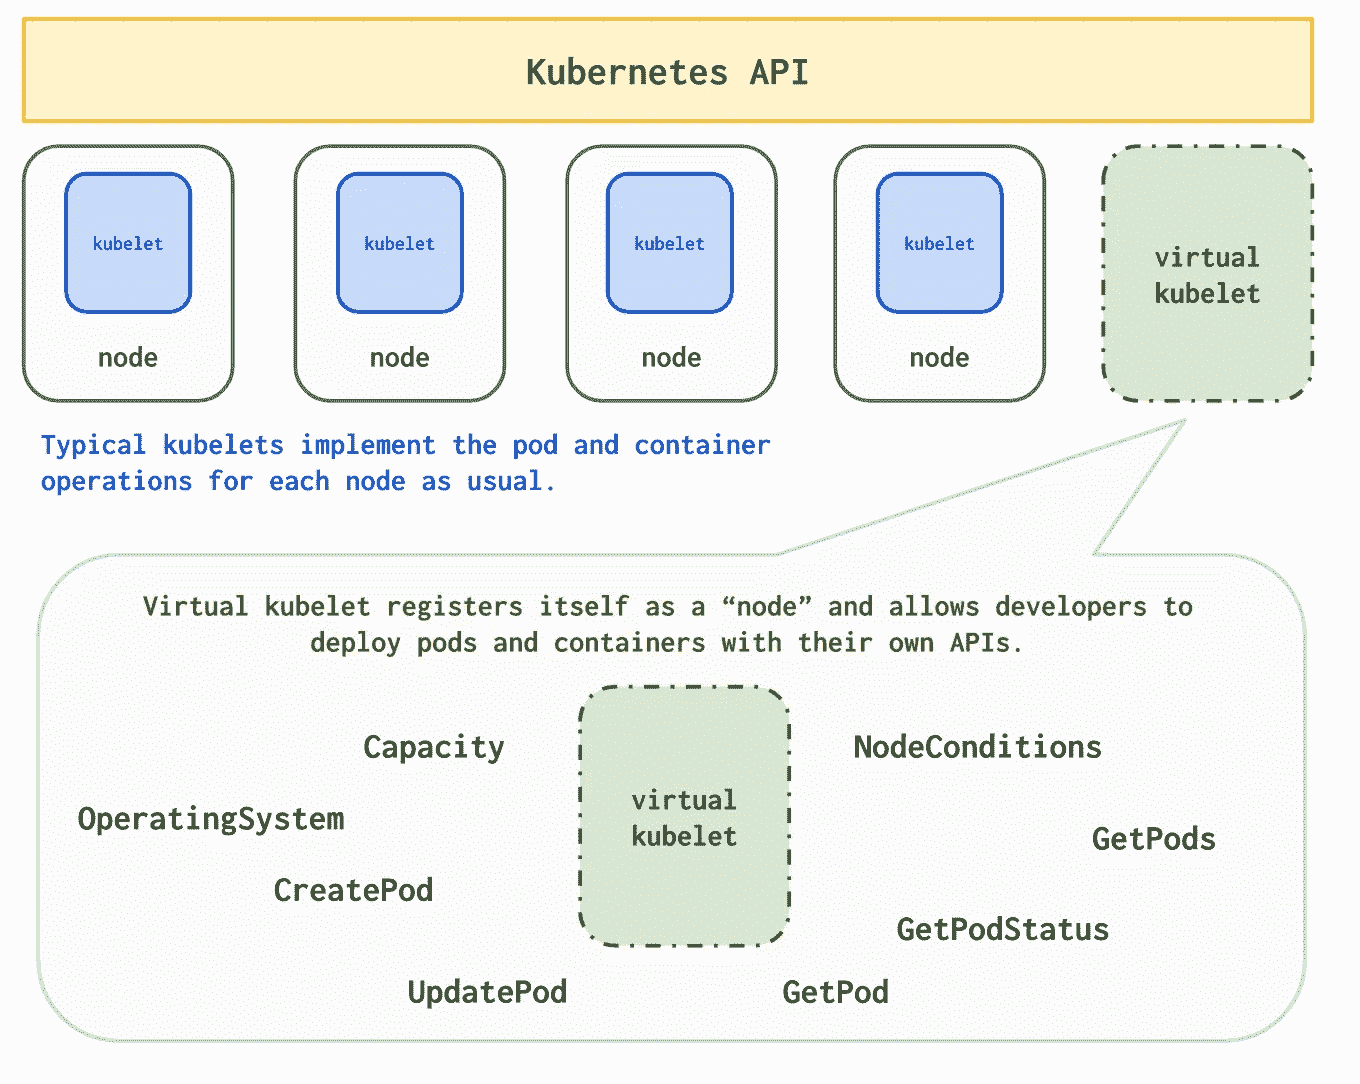 Kubernetes API
kubelet
kubelet
kubelet
kubelet
virtual
kubelet
node
node
node
node
Typical kubelets implement the pod and container
operations for each node as usual.
Virtual kubelet registers itself as a “node” and allows developers to
deploy pods and containers with their own APIs.
Capacity
NodeConditions
virtual
kubelet
OperatingSystem
GetPods
CreatePod
GetPodStatus
UpdatePod
GetPod